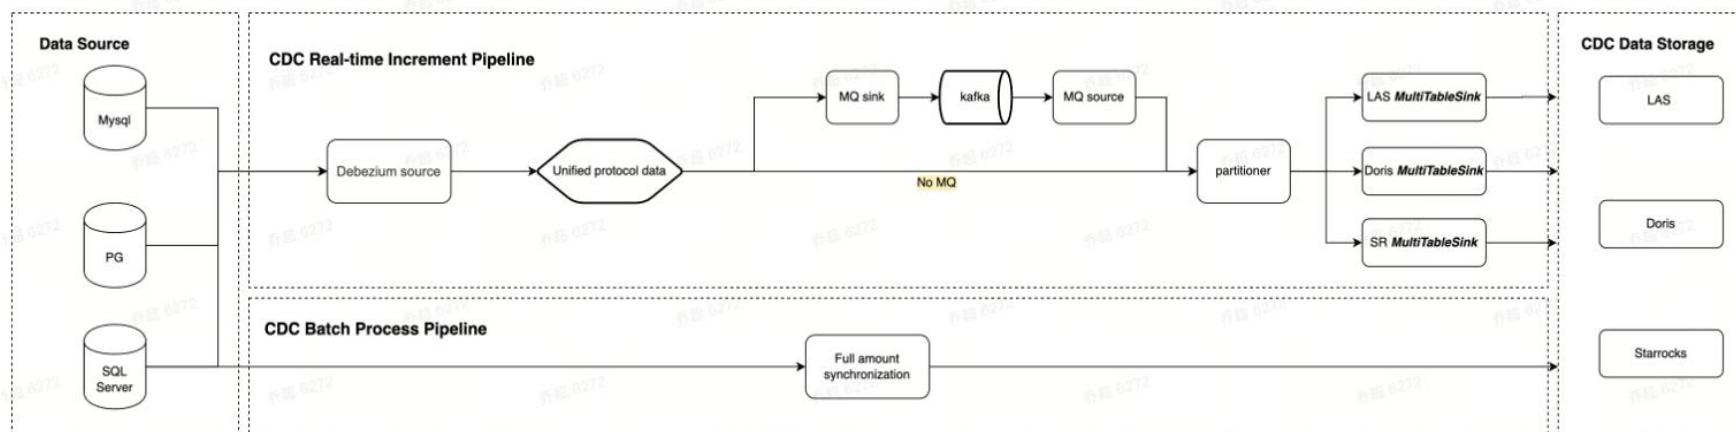 Data Source
Mysql
PG
SQL
Server
CDC Real-time Increment Pipeline
Debezium source
Unified protocol data
MQ sink
kafka
MQ source
No MQ
partitioner
LAS MultiTableSink
Doris MultiTableSink
SR MultiTableSink
CDC Batch Process Pipeline
Full amount
synchronization
CDC Data Storage
LAS
Doris
Starrocks